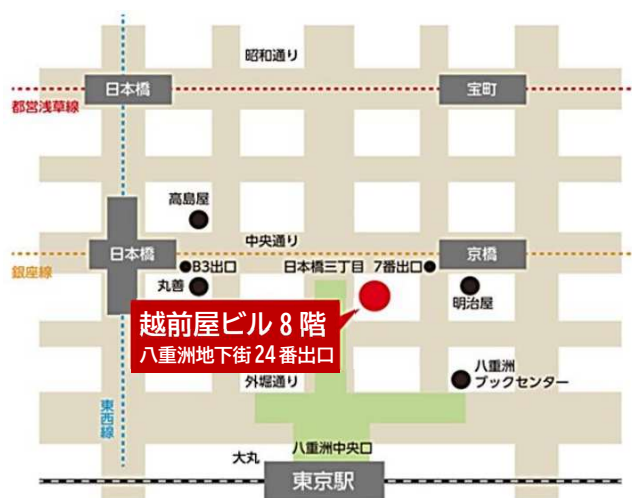 昭和通り
日本橋
宝町
都営浅草線
高島屋
中央通り
日本橋
京橋
銀座線
B3出口
日本橋三丁目
7番出口
丸善
明治屋
越前屋ビル 8 階
八重洲地下街 24 番出口
八重洲
ブックセンター
外堀通り
東西線
八重洲中央口
大丸
東京駅